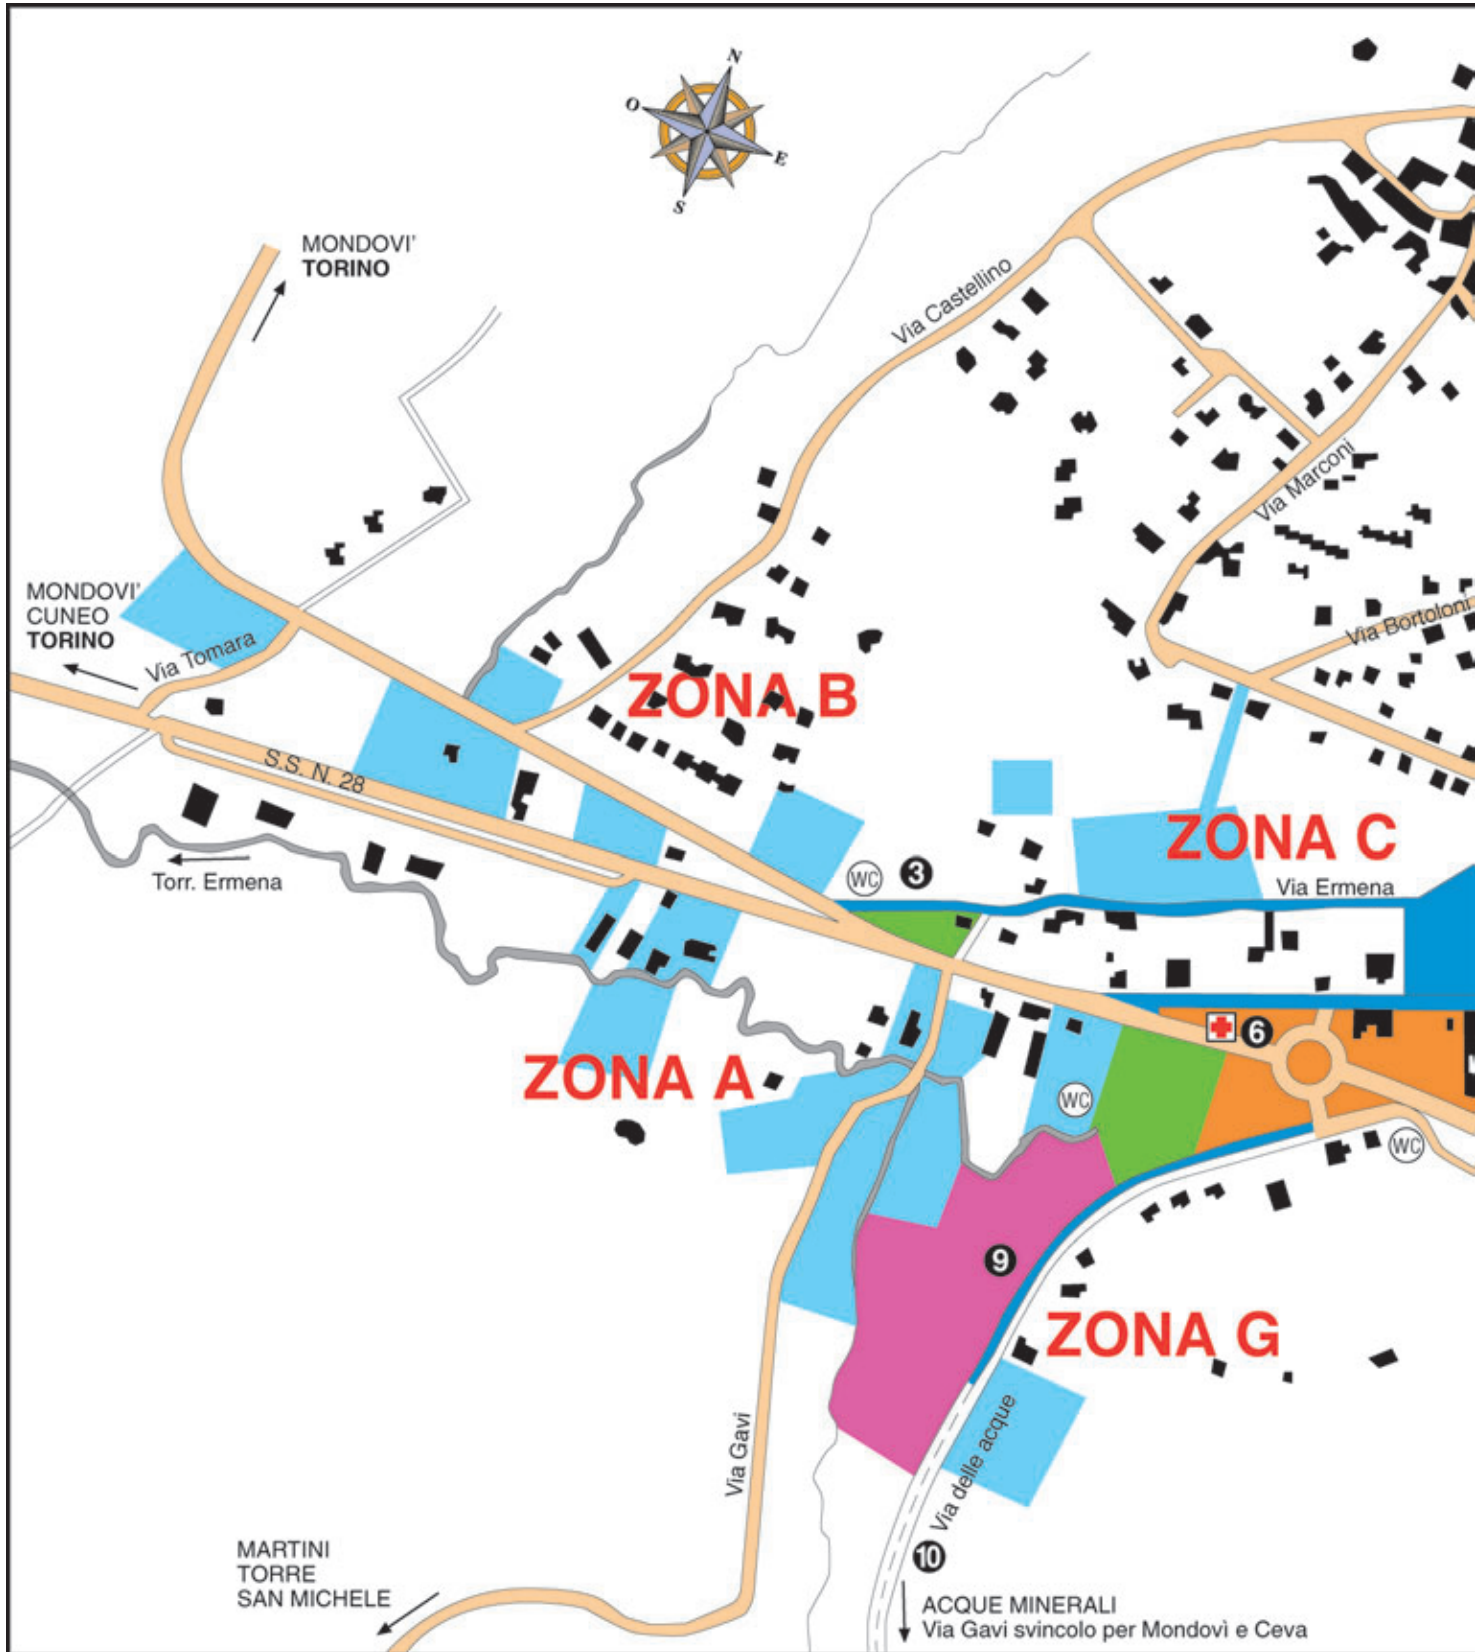 N
O
E
S
MONDOVI'
TORINO
Via Castellino
Via Marconi
MONDOVI'
CUNEO
TORINO
Via Tomara
Via Bortoloni
ZONA B
S.S. N. 28
ZONA C
WC
3
Torr. Ermena
Via Ermena
6
ZONA A
WC
WC
9
ZONA G
Via Gavi
Via delle acque
10
MARTINI
TORRE
SAN MICHELE
ACQUE MINERALI
Via Gavi svincolo per Mondovì e Ceva